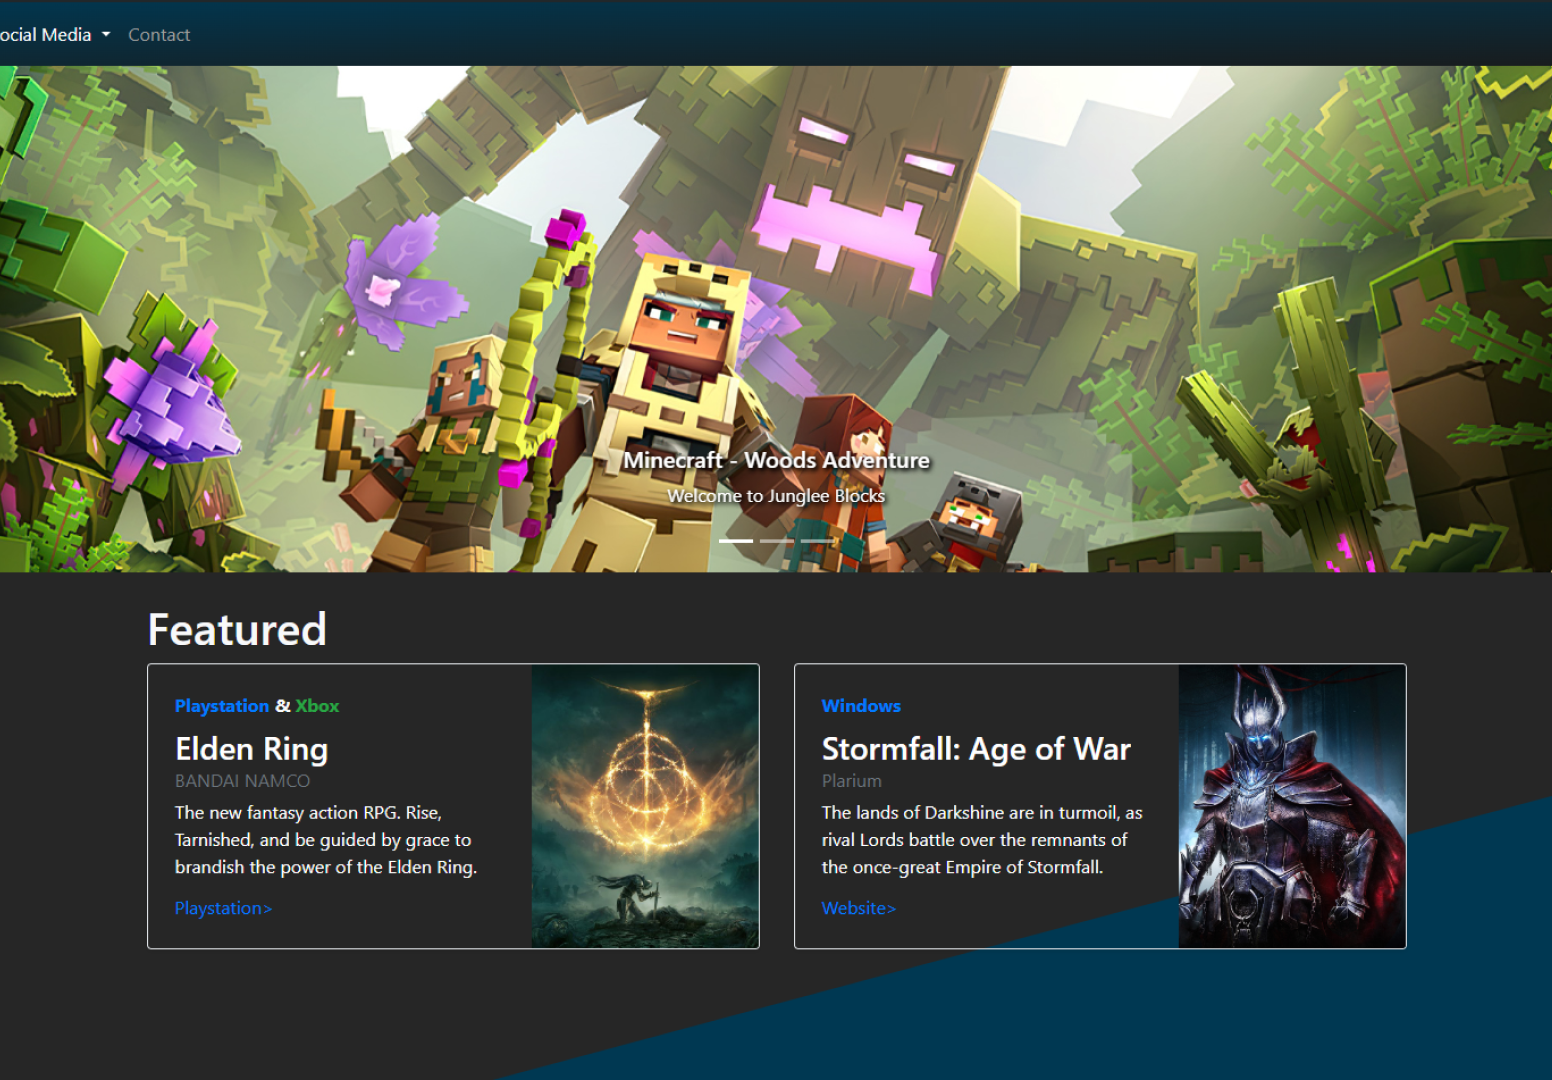 ocial Media
Contact
Minecraft - Woods Adventure
Welcome to Junglee Blocks
Featured
Playstation & Xbox
Elden Ring
BANDAI NAMCO
The new fantasy action RPG. Rise,
Tarnished, and be guided by grace to
brandish the power of the Elden Ring.
Playstation>
Windows
Stormfall: Age of War
Plarium
The lands of Darkshine are in turmoil, as
rival Lords battle over the remnants of
the once-great Empire of Stormfall.
Website>